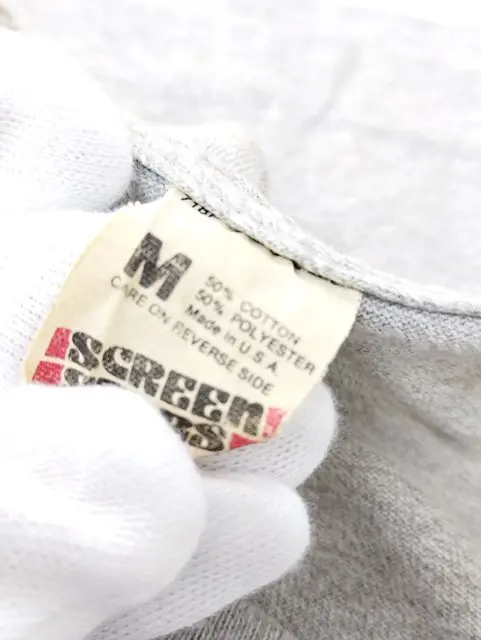 M
50% COTTON
50% POLYESTER
Made in U.S.A.
CARE ON REVERSE SIDE
SCREEN